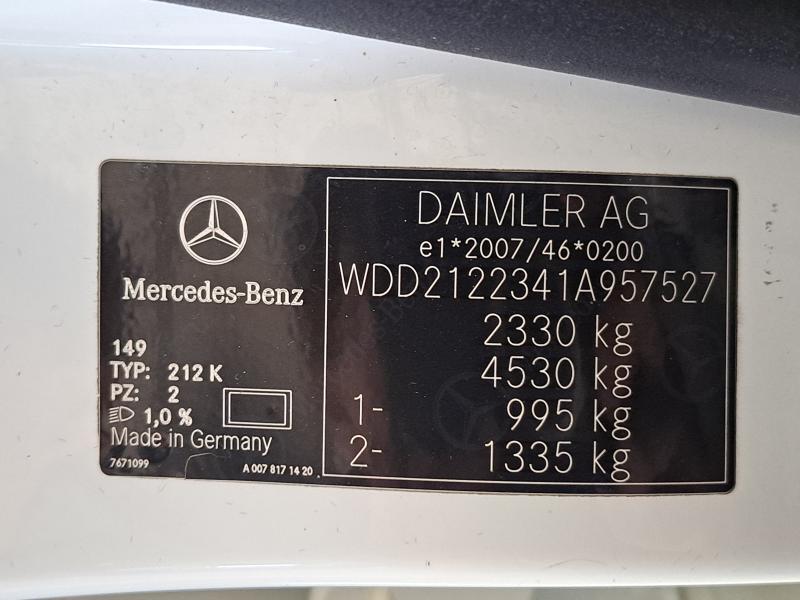 Mercedes-Benz
149
TYP: 212 K
PZ: 2
1,0 %
Made in Germany
7671099
A 007 817 14 20
DAIMLER AG
e1*2007/46*0200
WDD2122341A957527
2330 kg
4530 kg
1- 995 kg
2- 1335 kg